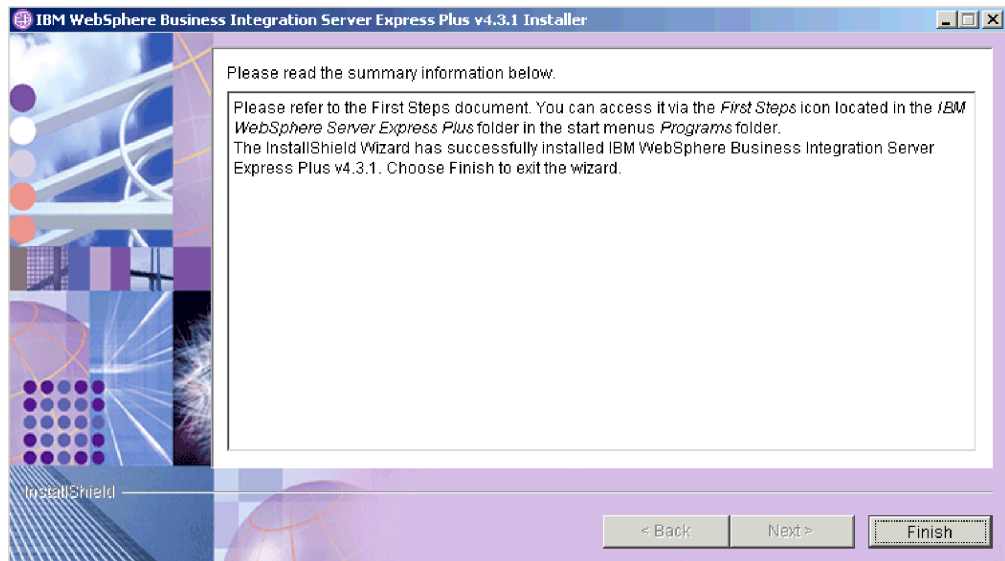 IBM WebSphere Business Integration Server Express Plus v4.3.1 Installer
Please read the summary information below.
Please refer to the First Steps document. You can access it via the First Steps icon located in the IBM
WebSphere Server Express Plus folder in the start menus Programs folder.
The InstallShield Wizard has successfully installed IBM WebSphere Business Integration Server
Express Plus v4.3.1. Choose Finish to exit the wizard.
InstallShield
< Back Next > Finish